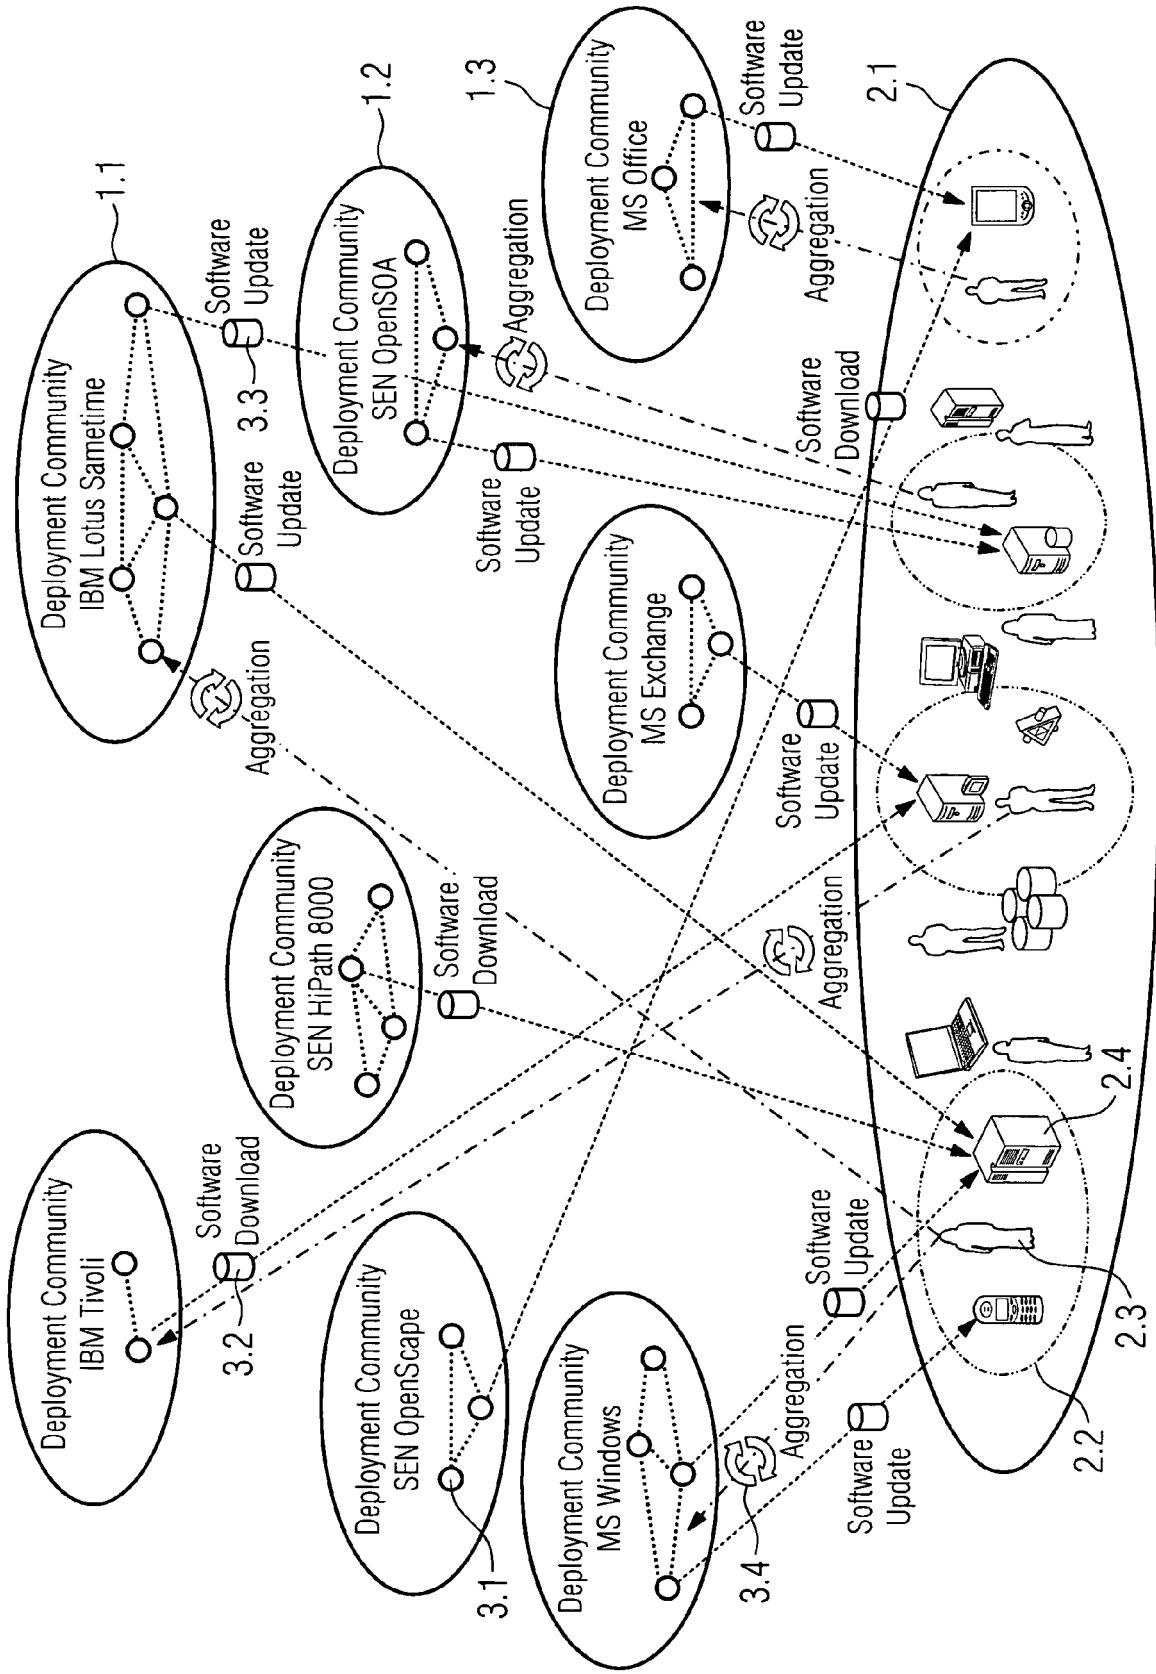 Deployment Community
IBM Tivoli
Software
Download
3.2
Deployment Community
SEN HiPath 8000
Software
Download
Deployment Community
IBM Lotus Sametime
1.1
Aggregation
Software
Update
Software
Update
3.3
Deployment Community
SEN OpenScape
3.1
Deployment Community
SEN OpenSOA
1.2
Software
Update
Aggregation
Deployment Community
MS Windows
3.4
Aggregation
Software
Update
Software
Update
Deployment Community
MS Exchange
Software
Update
Aggregation
Deployment Community
MS Office
1.3
Software
Update
Aggregation
Software
Download
2.1
2.2
2.3
2.4